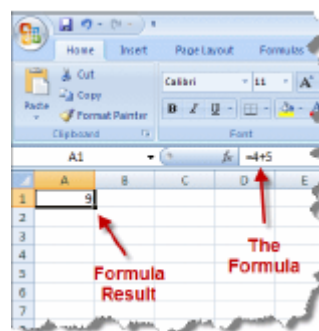 Home Insert Page Layout Formulas
Cut
Copy
Paste
Format Painter
Clipboard
Calibri 11 A
B I U
Font
A1 fx =4+5
A B C D E
1 9
2
3
4
5
6
7
Formula Result
The Formula